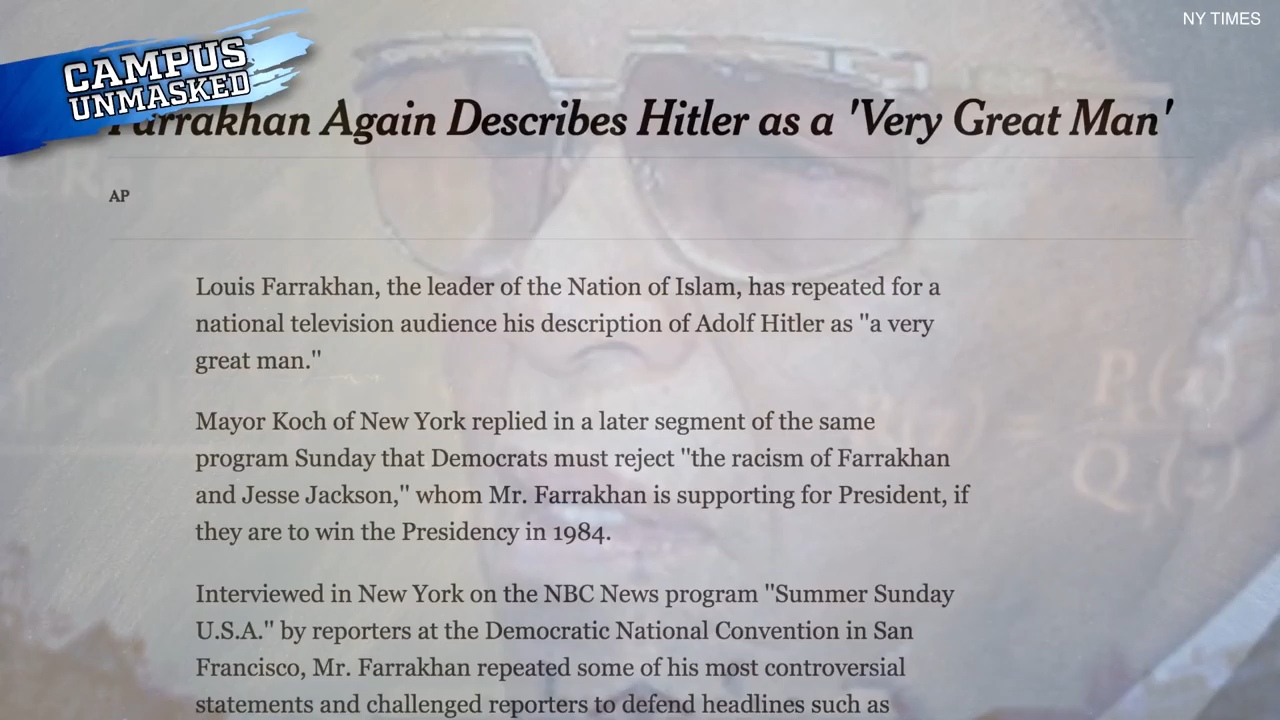 NY TIMES
CAMPUS
UNMASKED
Farrakhan Again Describes Hitler as a 'Very Great Man'
AP
Louis Farrakhan, the leader of the Nation of Islam, has repeated for a
national television audience his description of Adolf Hitler as ''a very
great man.''
Mayor Koch of New York replied in a later segment of the same
program Sunday that Democrats must reject ''the racism of Farrakhan
and Jesse Jackson,'' whom Mr. Farrakhan is supporting for President, if
they are to win the Presidency in 1984.
Interviewed in New York on the NBC News program ''Summer Sunday
U.S.A.'' by reporters at the Democratic National Convention in San
Francisco, Mr. Farrakhan repeated some of his most controversial
statements and challenged reporters to defend headlines such as